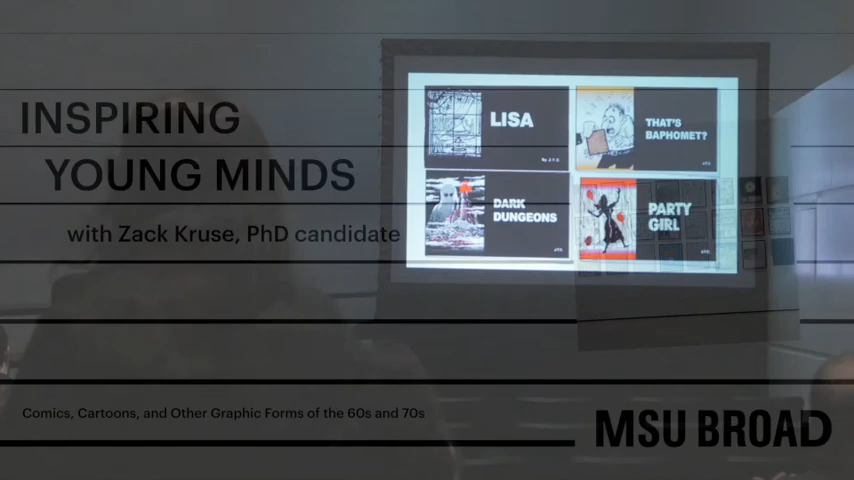 INSPIRING
YOUNG MINDS
with Zack Kruse, PhD candidate
LISA
By J.T.C.
THAT'S
BAPHOMET?
J.T.C.
DARK
DUNGEONS
J.T.C.
PARTY
GIRL
J.T.C.
Comics, Cartoons, and Other Graphic Forms of the 60s and 70s
MSU BROAD